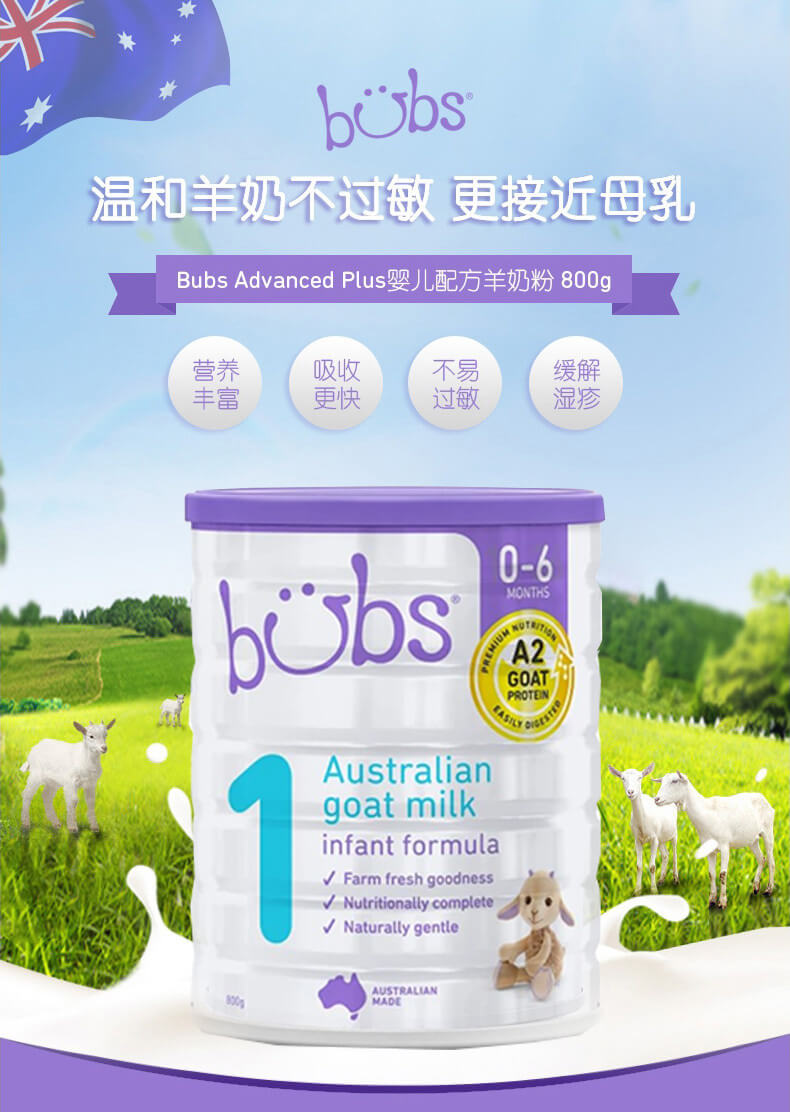 bubs®
温和羊奶不过敏 更接近母乳
Bubs Advanced Plus婴儿配方羊奶粉 800g
营养
丰富
吸收
更快
不易
过敏
缓解
湿疹
0-6
MONTHS
bubs®
PREMIUM NUTRITION
A2
GOAT
PROTEIN
EASILY DIGESTED
1
Australian
goat milk
infant formula
✓ Farm fresh goodness
✓ Nutritionally complete
✓ Naturally gentle
800g
AUSTRALIAN
MADE